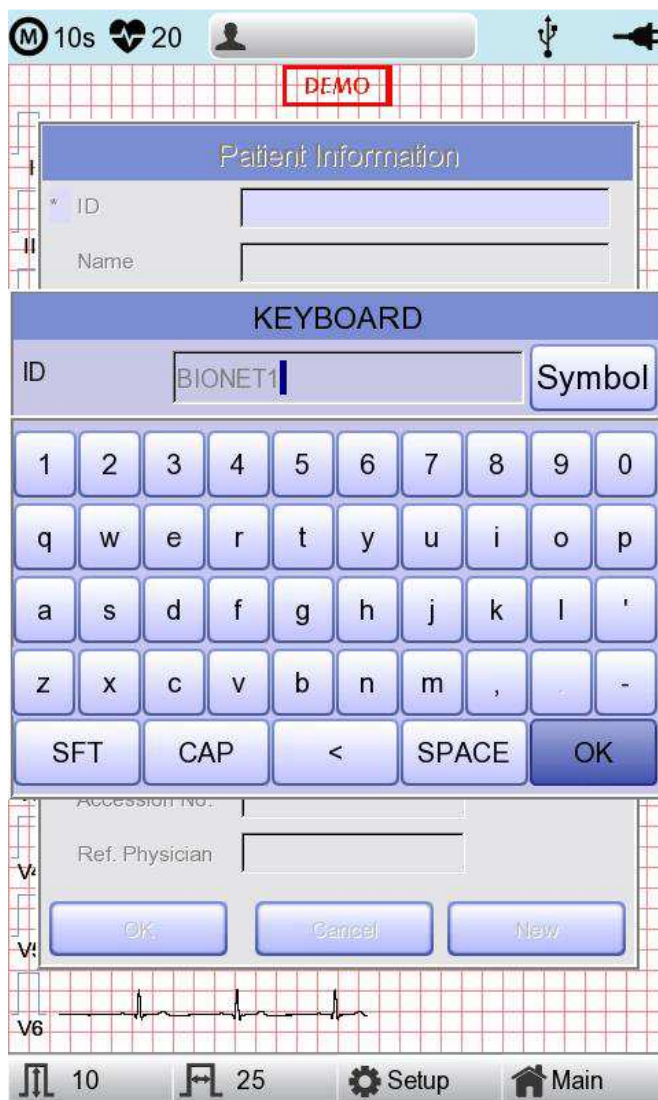 M 10s 20
DEMO
Patient Information
* ID
Name
KEYBOARD
ID BIONET1 Symbol
1 2 3 4 5 6 7 8 9 0
q w e r t y u i o p
a s d f g h j k l '
z x c v b n m , . -
SFT CAP < SPACE OK
Accession No.
Ref. Physician
OK Cancel New
V6
10 25 Setup Main